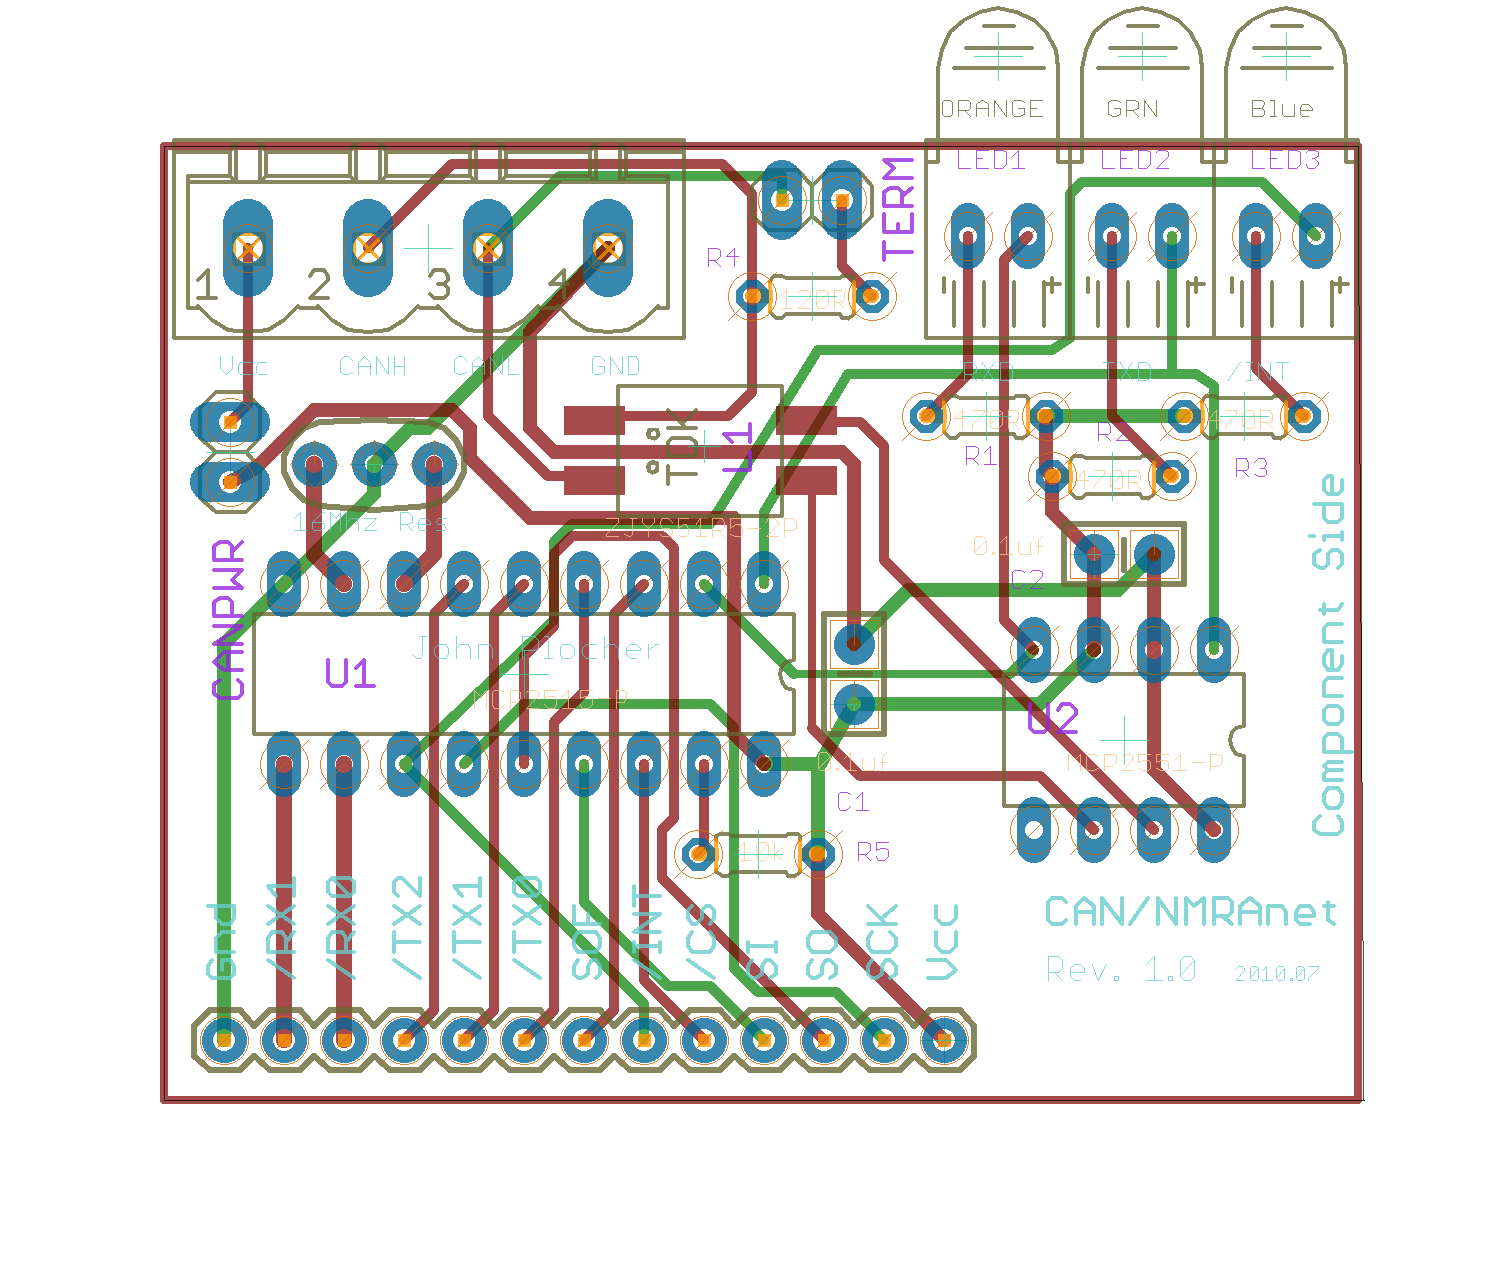 ORANGE GRN Blue
LED1 LED2 LED3
TERM
R4
120R
1 2 3 4
+ + +
Vcc CANH CANL GND
RXD TXD /INT
470R 470R
R2
R1 R3
470R
TDK
L1
ZJYS51R5-2P
16Mhz Res
0.1uf
C2
CANPWR
John Plocher
U1
MCP2515-P
U2
MCP2551-P
0.1uf
C1
10k R5
Component Side
Gnd /RX1 /RX0 /TX2 /TX1 /TX0 SOF /INT /CS SI SO SCK Vcc
CAN/NMRAnet
Rev. 1.0 2010.07